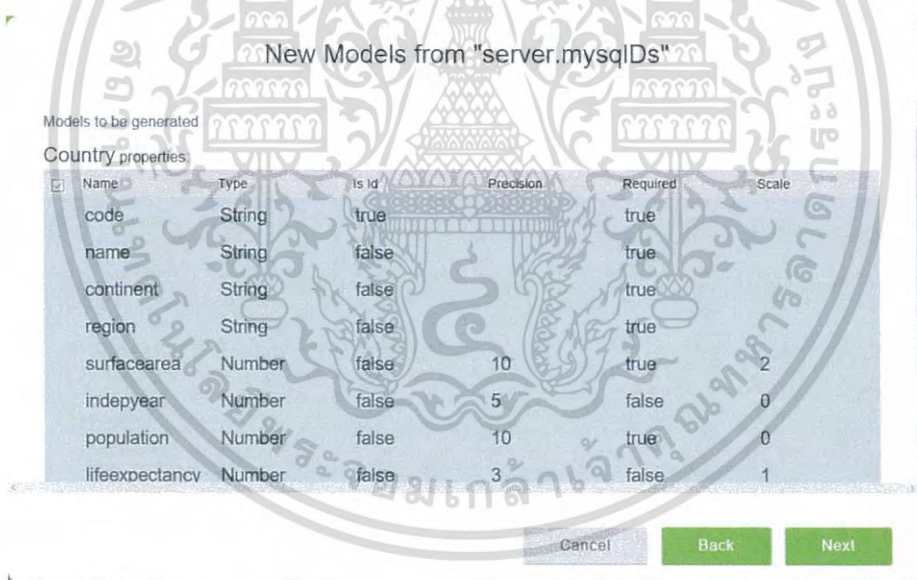 New Models from "server.mysqlDs"
Models to be generated
Country properties:
Name Type Is Id Precision Required Scale
code String true true
name String false true
continent String false true
region String false true
surfacearea Number false 10 true 2
indepyear Number false 5 false 0
population Number false 10 true 0
lifeexpectancy Number false 3 false 1
Cancel Back Next